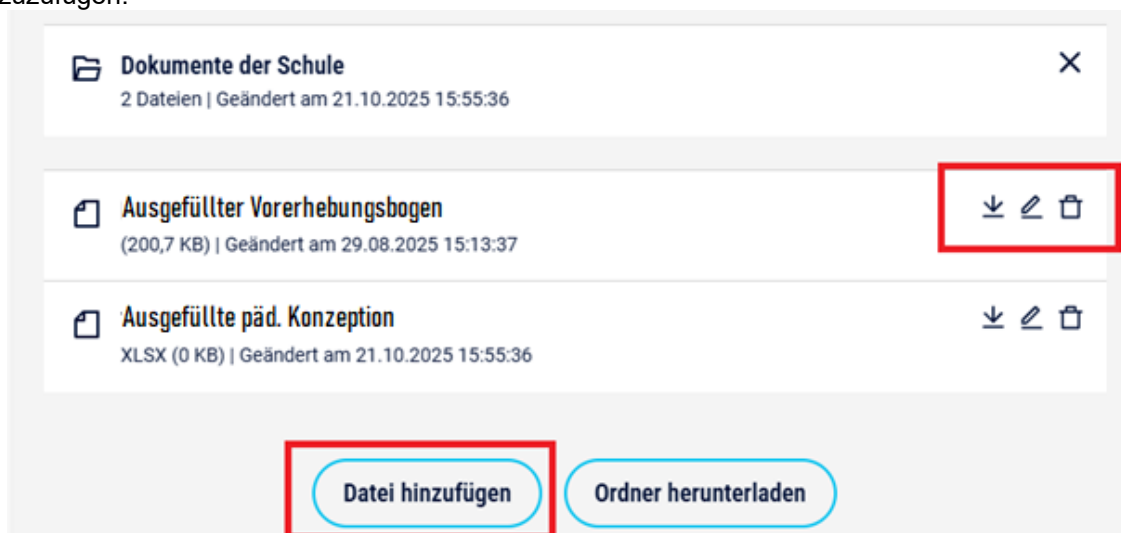 zuzufügen.
Dokumente der Schule
2 Dateien | Geändert am 21.10.2025 15:55:36
Ausgefüllter Vorerhebungsbogen
(200,7 KB) | Geändert am 29.08.2025 15:13:37
Ausgefüllte päd. Konzeption
XLSX (0 KB) | Geändert am 21.10.2025 15:55:36
Datei hinzufügen
Ordner herunterladen